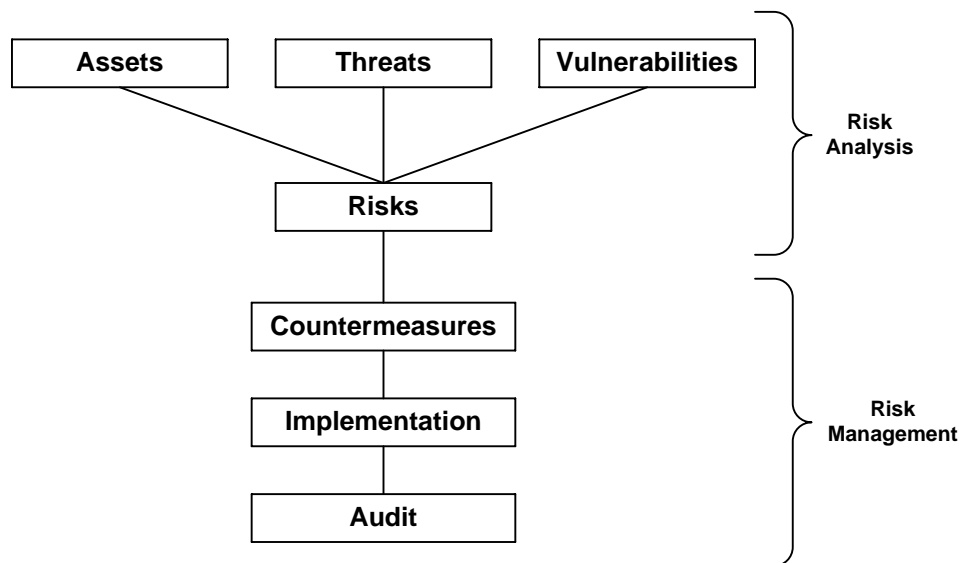 Assets
Threats
Vulnerabilities
Risk
Analysis
Risks
Countermeasures
Implementation
Risk
Management
Audit